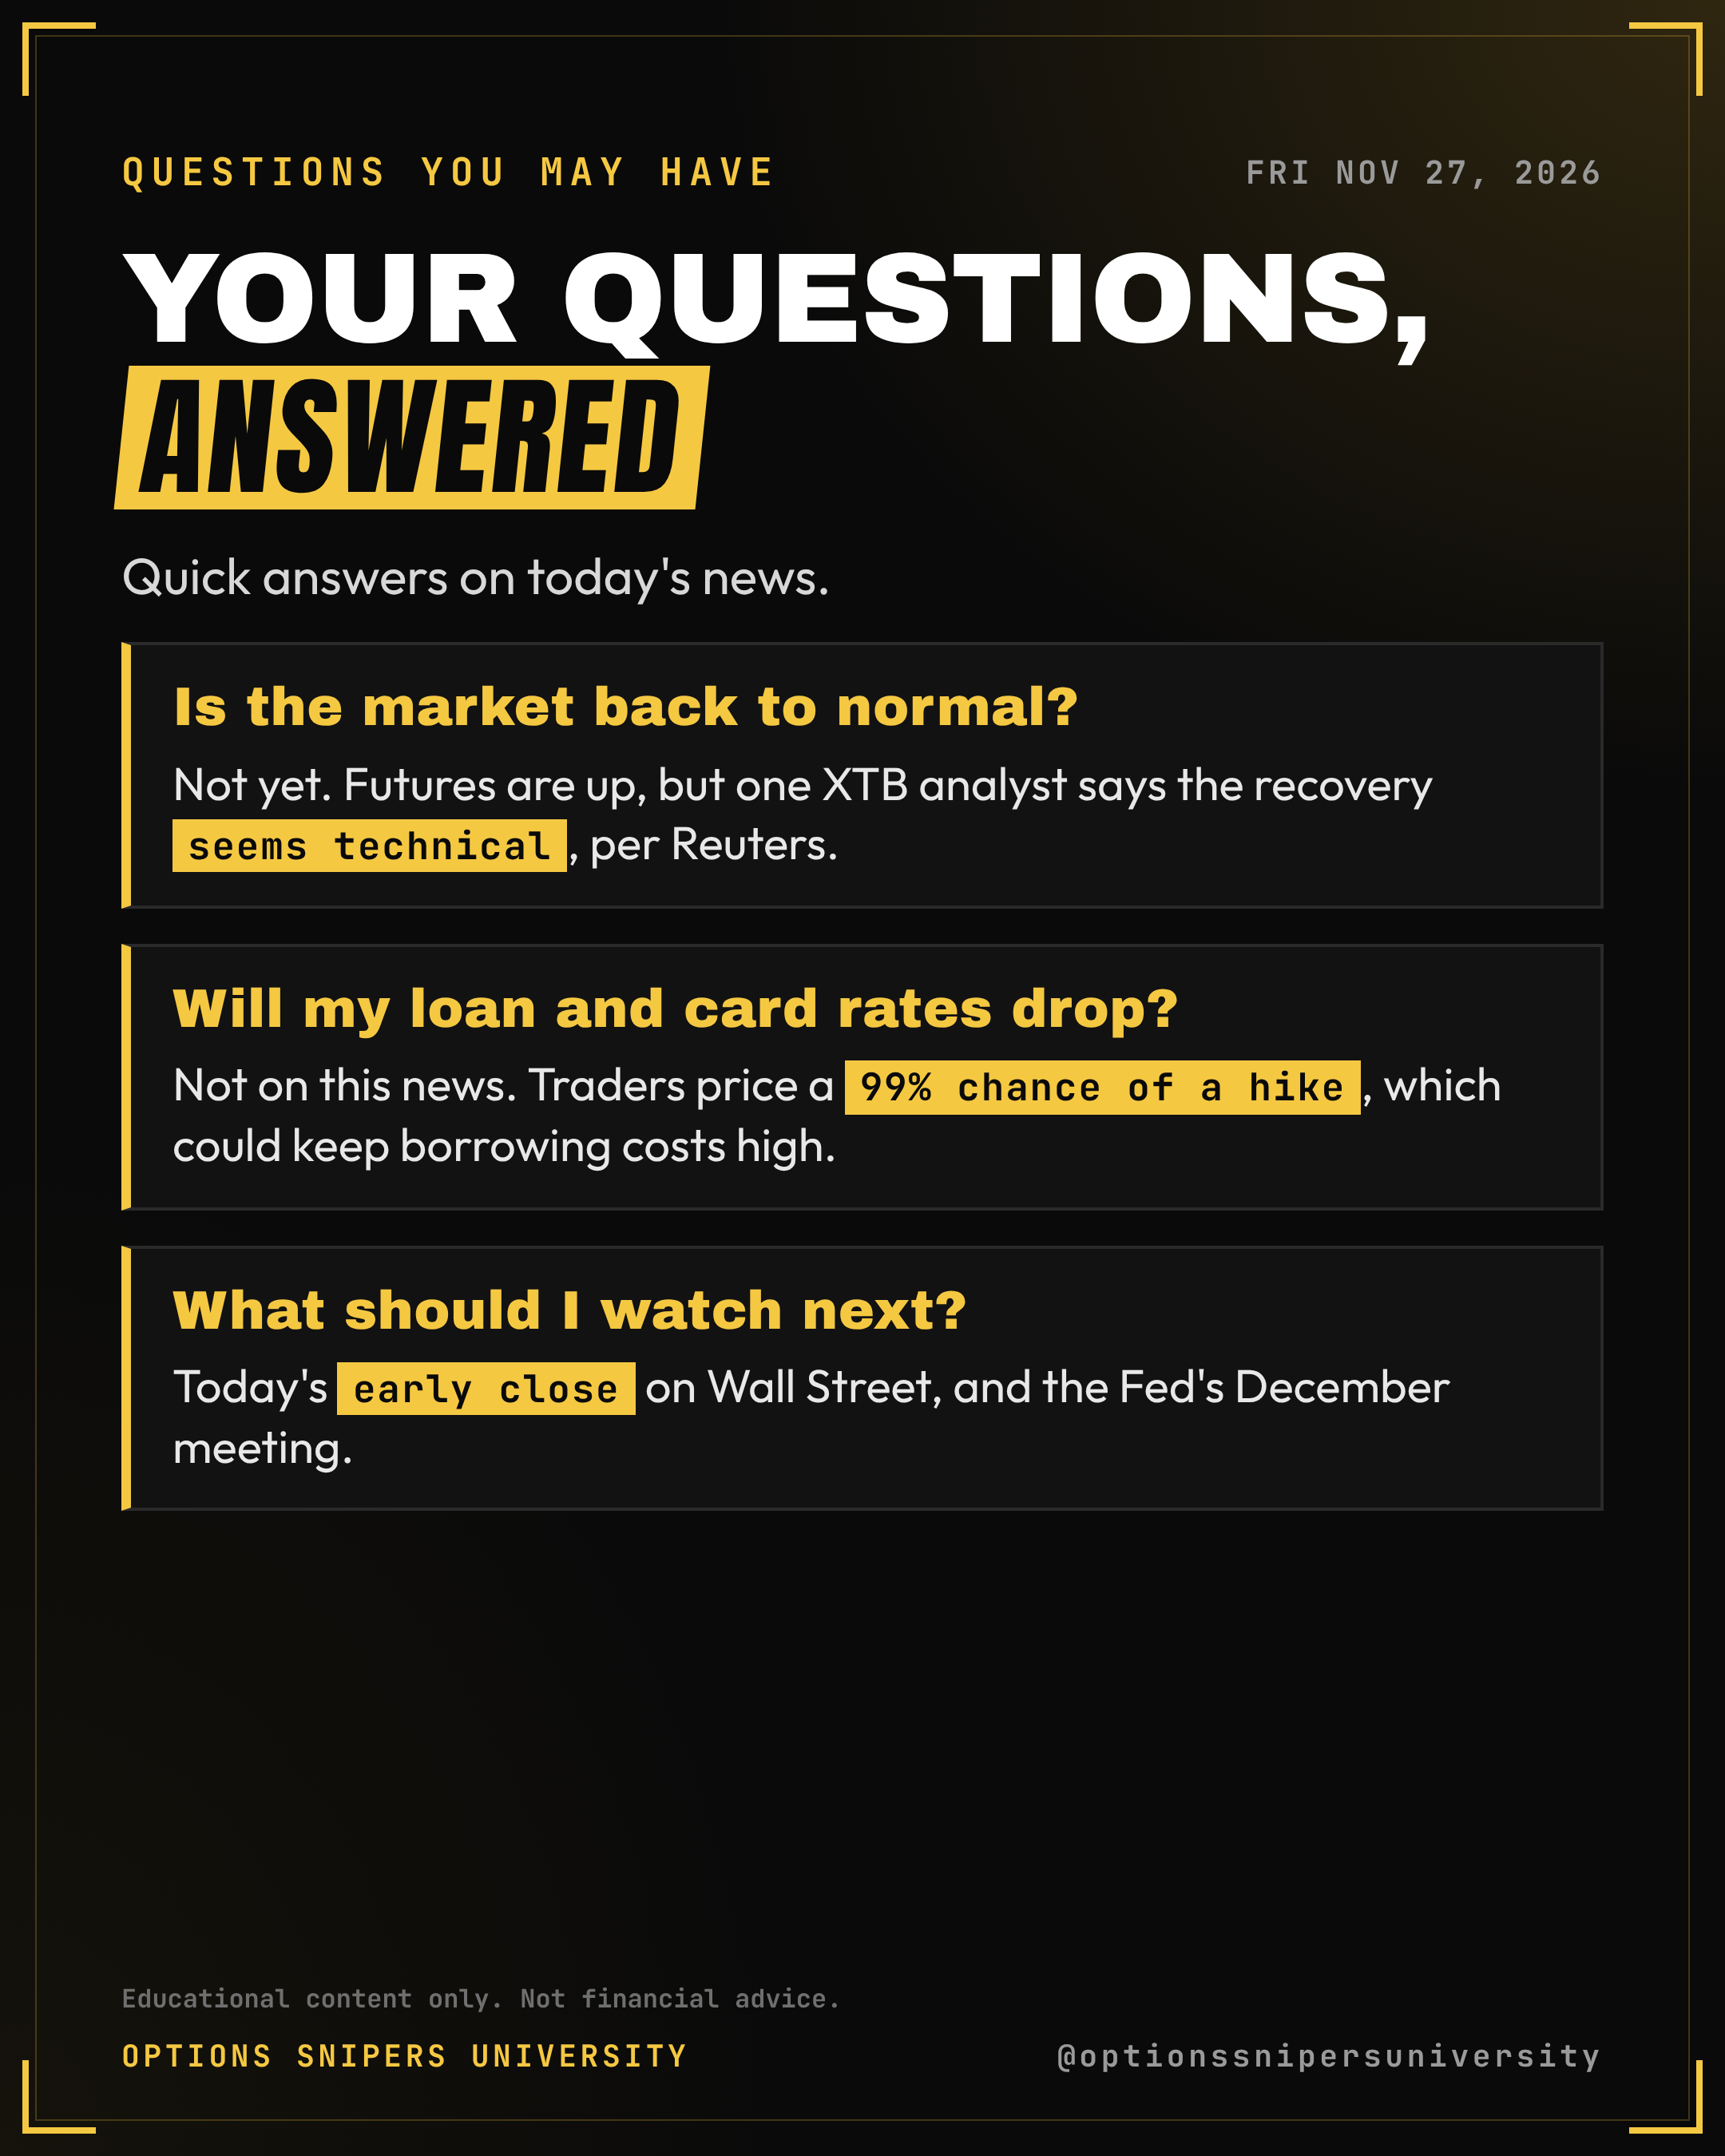 QUESTIONS YOU MAY HAVE
FRI NOV 27, 2026
YOUR QUESTIONS,
ANSWERED
Quick answers on today's news.
Is the market back to normal?
Not yet. Futures are up, but one XTB analyst says the recovery
seems technical, per Reuters.
Will my loan and card rates drop?
Not on this news. Traders price a 99% chance of a hike, which
could keep borrowing costs high.
What should I watch next?
Today's early close on Wall Street, and the Fed's December
meeting.
Educational content only. Not financial advice.
OPTIONS SNIPERS UNIVERSITY
@optionssnipersuniversity